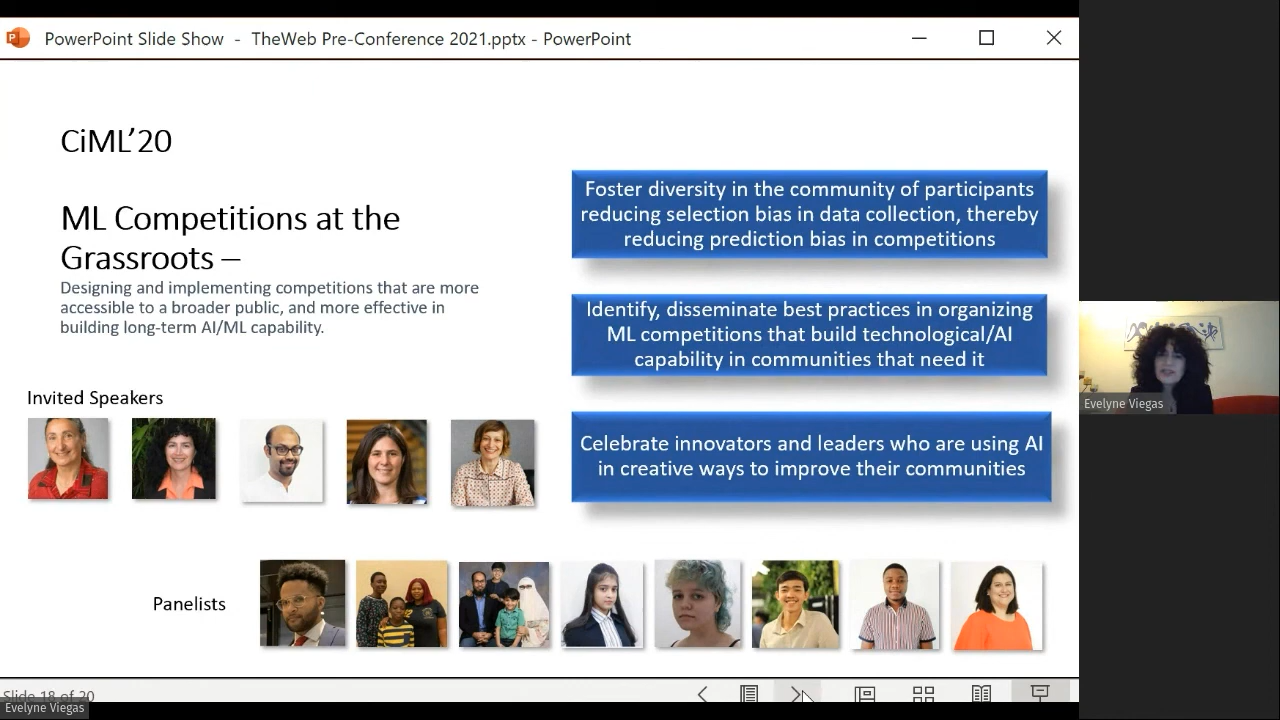 PowerPoint Slide Show - TheWeb Pre-Conference 2021.pptx - PowerPoint
CiML’20
ML Competitions at the
Grassroots –
Designing and implementing competitions that are more
accessible to a broader public, and more effective in
building long-term AI/ML capability.
Foster diversity in the community of participants
reducing selection bias in data collection, thereby
reducing prediction bias in competitions
Identify, disseminate best practices in organizing
ML competitions that build technological/AI
capability in communities that need it
Celebrate innovators and leaders who are using AI
in creative ways to improve their communities
Invited Speakers
Panelists
Evelyne Viegas
Slide 18 of 20
Evelyne Viegas